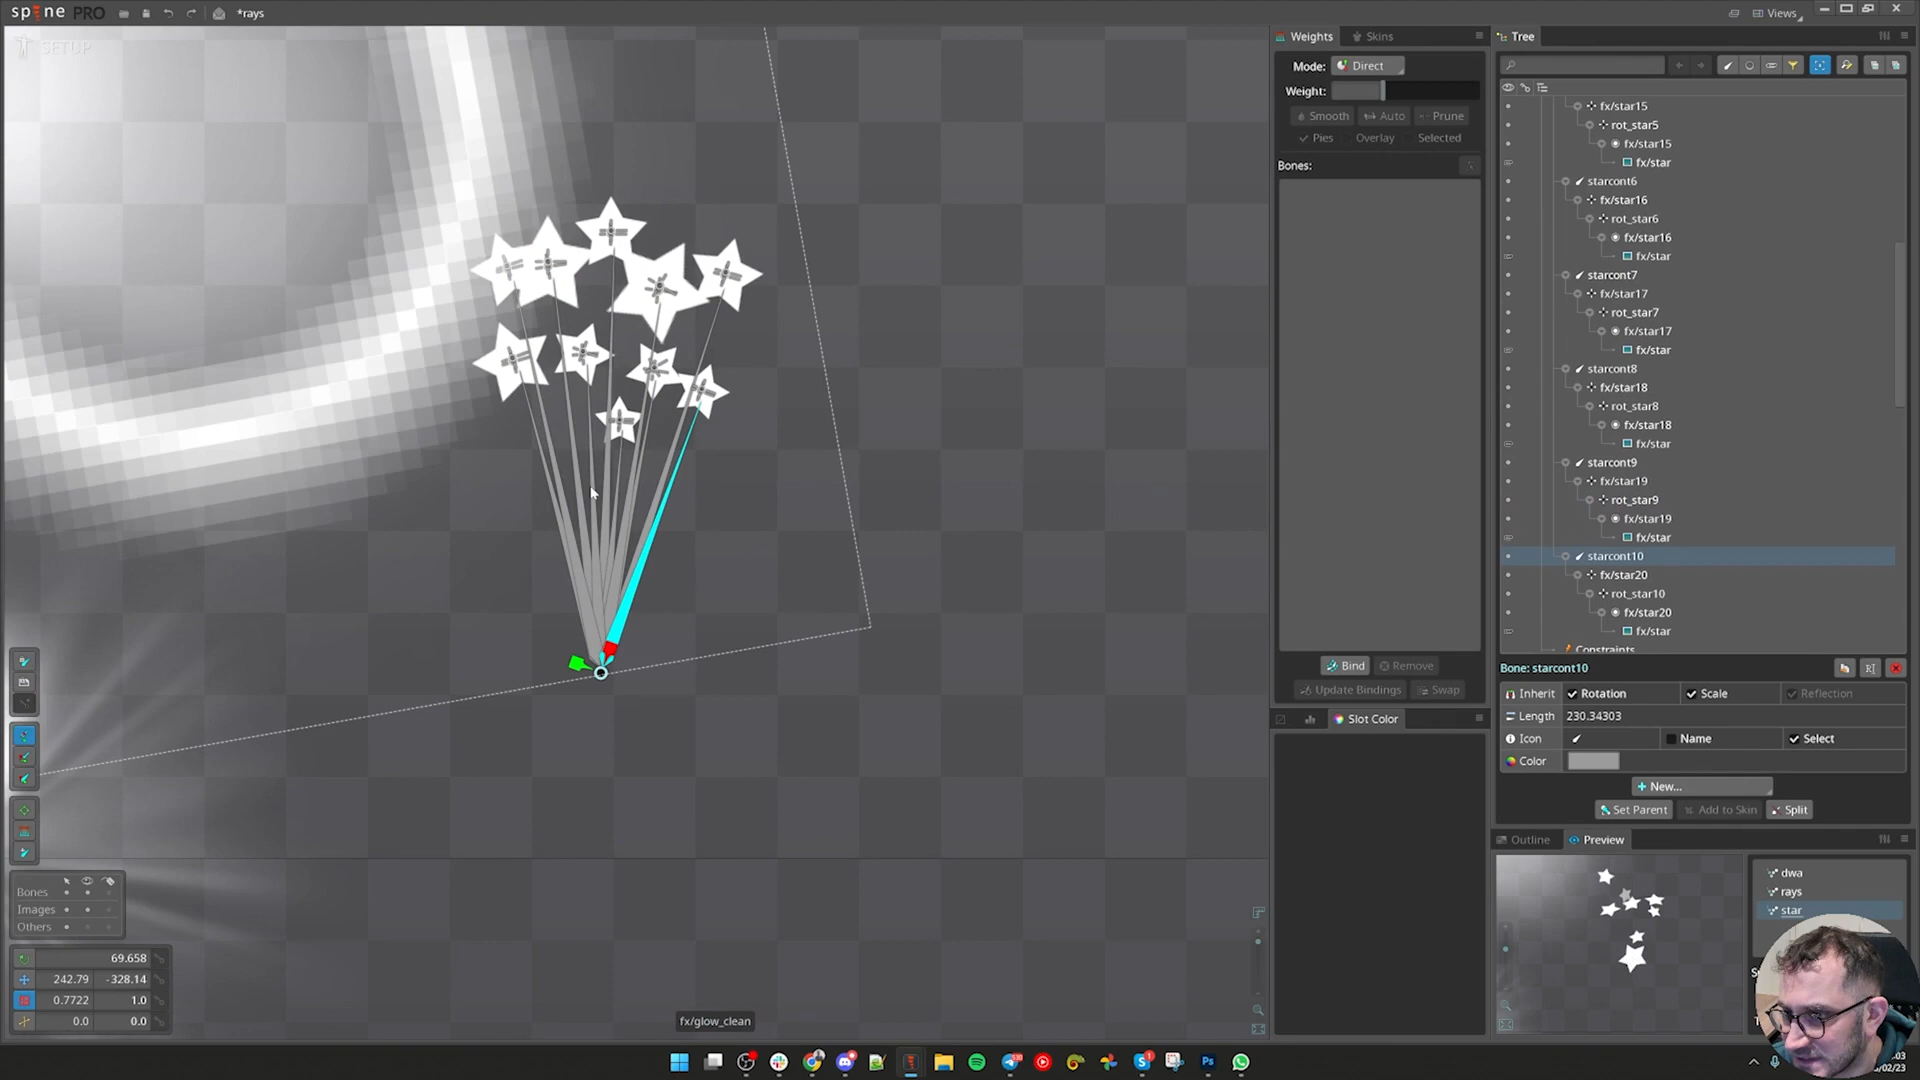 spine PRO
*rays
Views
SETUP
Weights
Skins
Tree
Mode:
Direct
Weight:
Smooth
Auto
Prune
Pies
Overlay
Selected
Bones:
fx/star15
rot_star5
fx/star15
fx/star
starcont6
fx/star16
rot_star6
fx/star16
fx/star
starcont7
fx/star17
rot_star7
fx/star17
fx/star
starcont8
fx/star18
rot_star8
fx/star18
fx/star
starcont9
fx/star19
rot_star9
fx/star19
fx/star
starcont10
fx/star20
rot_star10
fx/star20
fx/star
Constraints
Bind
Remove
Update Bindings
Swap
Slot Color
Bone: starcont10
Inherit
Rotation
Scale
Reflection
Length
230.34303
Icon
Name
Select
Color
New...
Set Parent
Add to Skin
Split
Outline
Preview
dwa
rays
star
Bones
Images
Others
69.658
242.79 -328.14
0.7722 1.0
0.0 0.0
fx/glow_clean